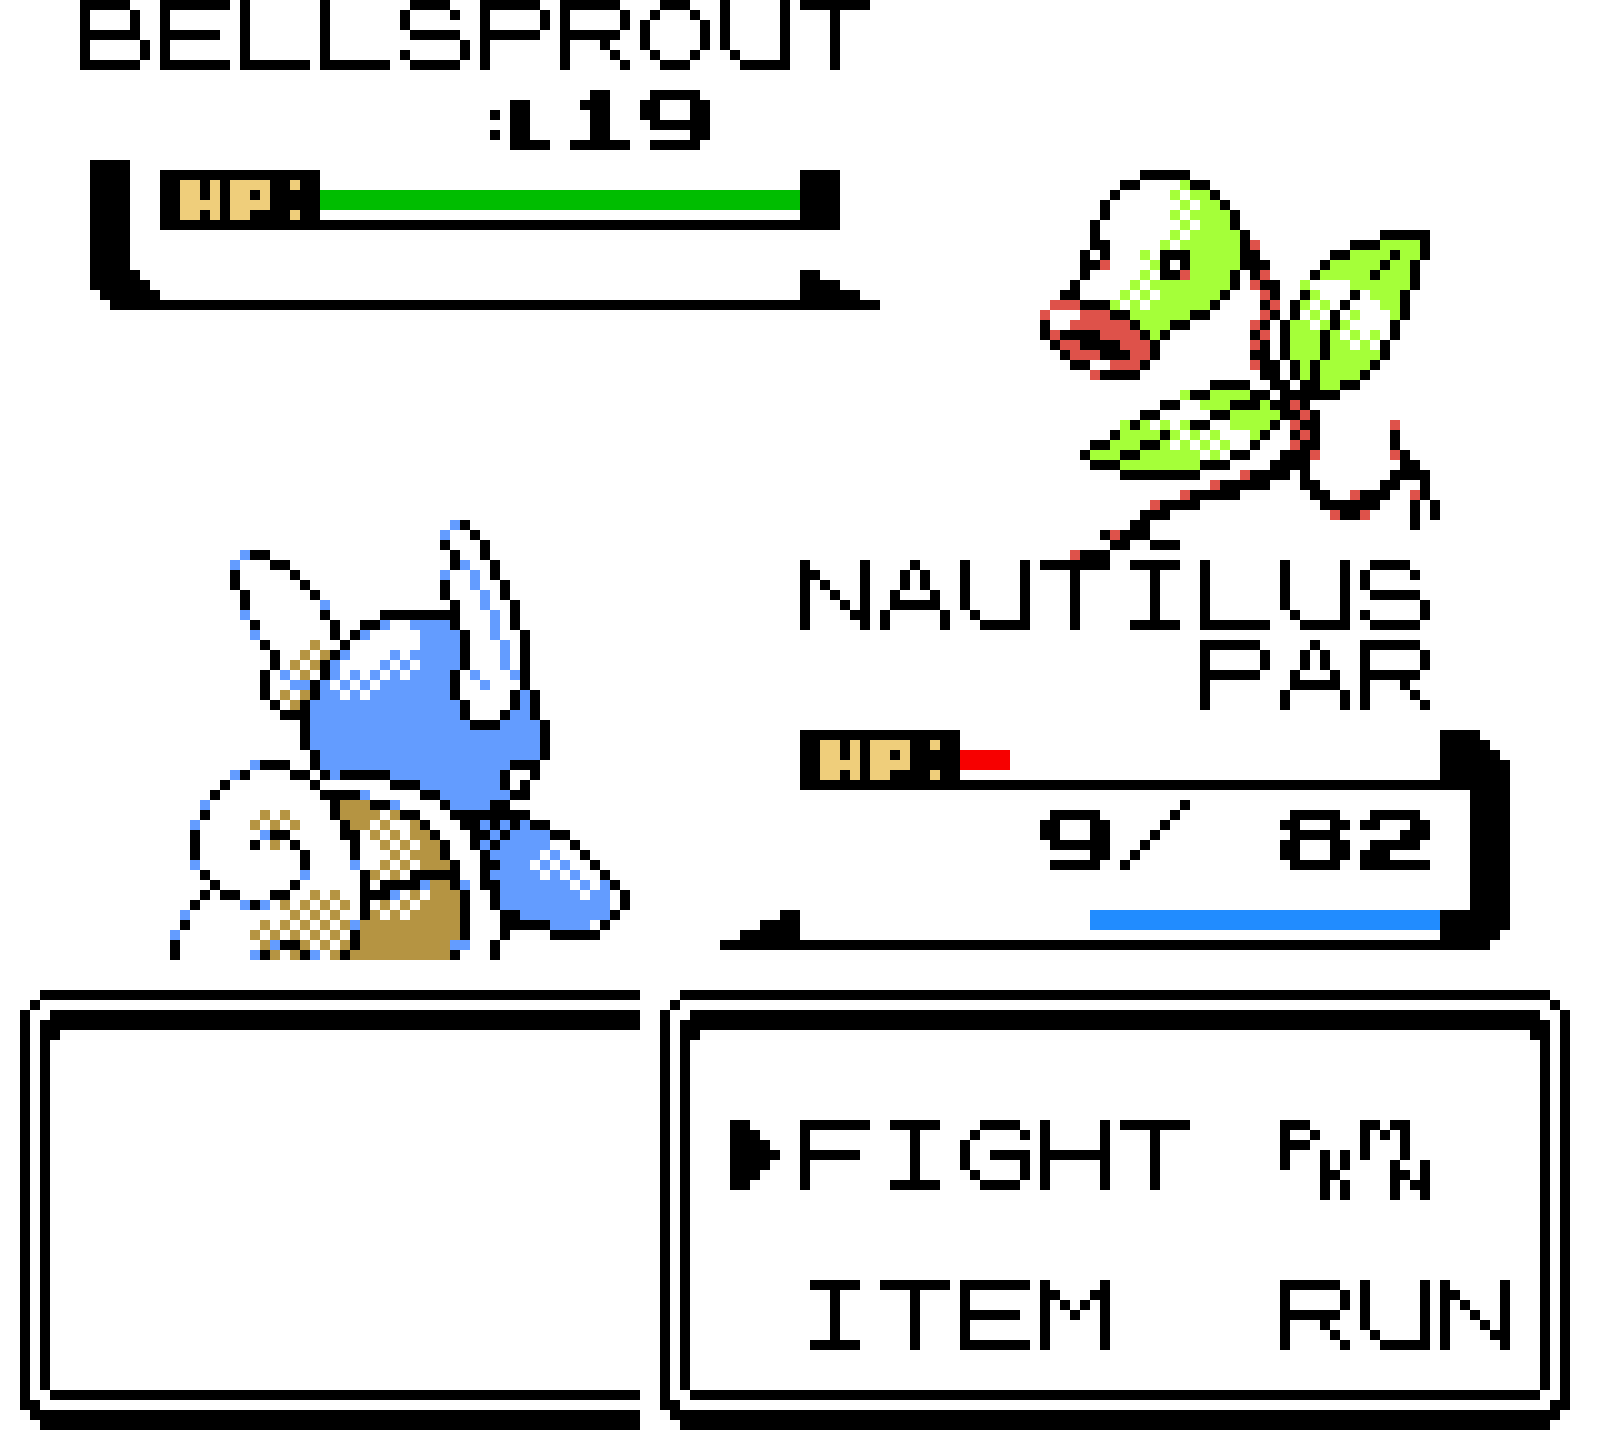 BELLSPROUT
:L19
HP:
NAUTILUS
PAR
HP:
9/ 82
FIGHT PKMN
ITEM RUN